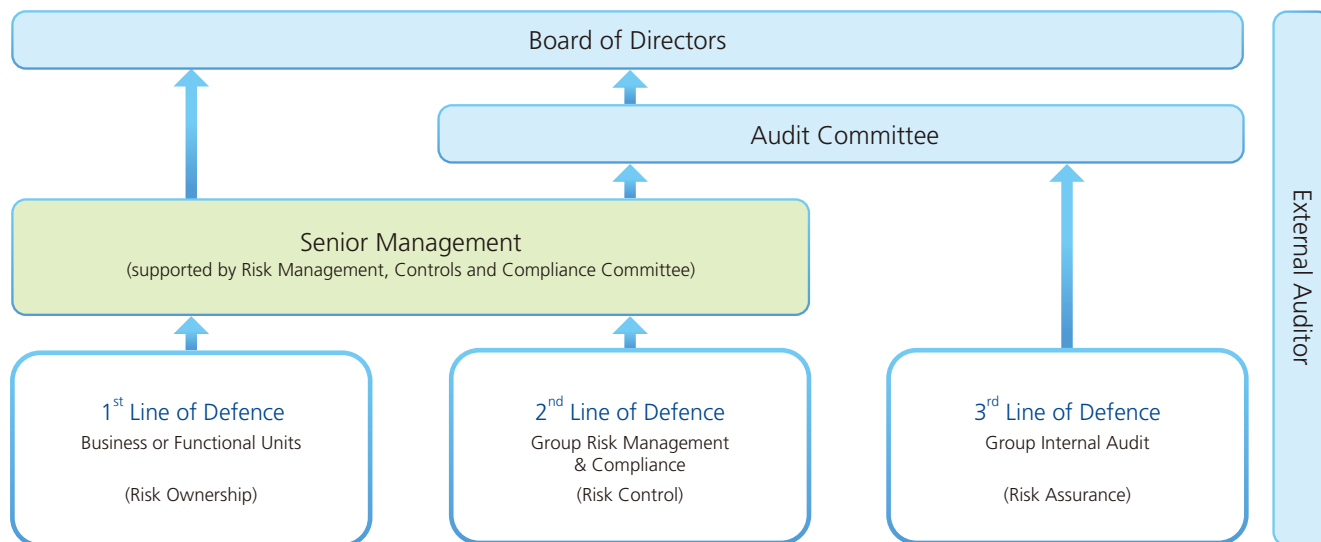 Board of Directors
Audit Committee
Senior Management
(supported by Risk Management, Controls and Compliance Committee)
1st Line of Defence
Business or Functional Units
(Risk Ownership)
2nd Line of Defence
Group Risk Management
& Compliance
(Risk Control)
3rd Line of Defence
Group Internal Audit
(Risk Assurance)
External Auditor